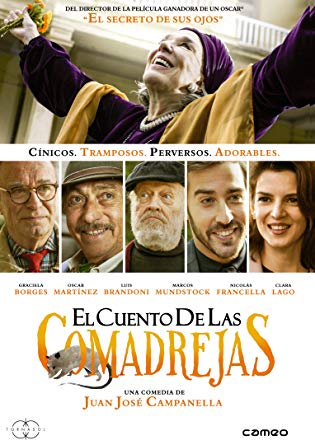 DEL DIRECTOR DE LA PELÍCULA GANADORA DE UN OSCAR®
"EL SECRETO DE SUS OJOS"
CÍNICOS. TRAMPOSOS. PERVERSOS. ADORABLES.
GRACIELA BORGES
OSCAR MARTÍNEZ
LUIS BRANDONI
MARCOS MUNDSTOCK
NICOLÁS FRANCELLA
CLARA LAGO
EL CUENTO DE LAS
COMADREJAS
UNA COMEDIA DE
JUAN JOSÉ CAMPANELLA
TORNASOL
cameo